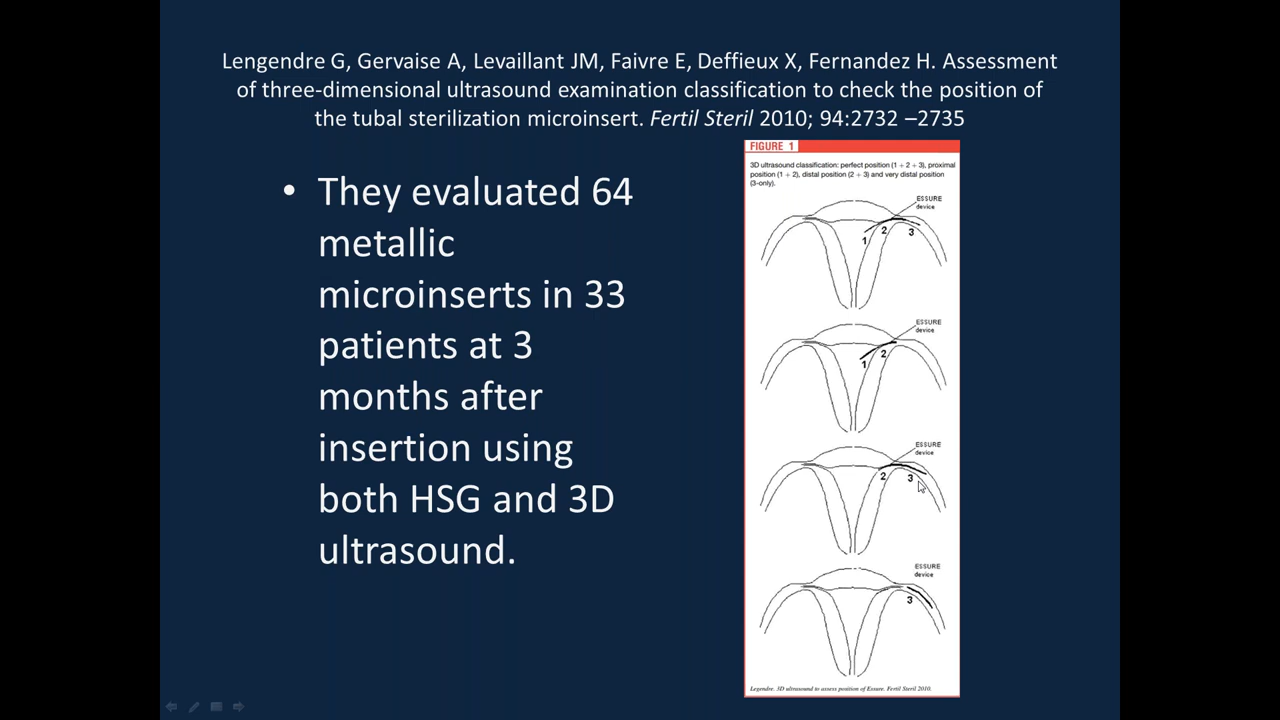 Lengendre G, Gervaise A, Levaillant JM, Faivre E, Deffieux X, Fernandez H. Assessment
of three-dimensional ultrasound examination classification to check the position of
the tubal sterilization microinsert. Fertil Steril 2010; 94:2732 –2735
• They evaluated 64
metallic
microinserts in 33
patients at 3
months after
insertion using
both HSG and 3D
ultrasound.
FIGURE 1
3D ultrasound classification: perfect position (1 + 2 + 3), proximal
position (1 + 2), distal position (2 + 3) and very distal position
(3-only).
ESSURE
device
1 2 3
ESSURE
device
1 2
ESSURE
device
2 3
ESSURE
device
3
Legendre. 3D ultrasound to assess position of Essure. Fertil Steril 2010.